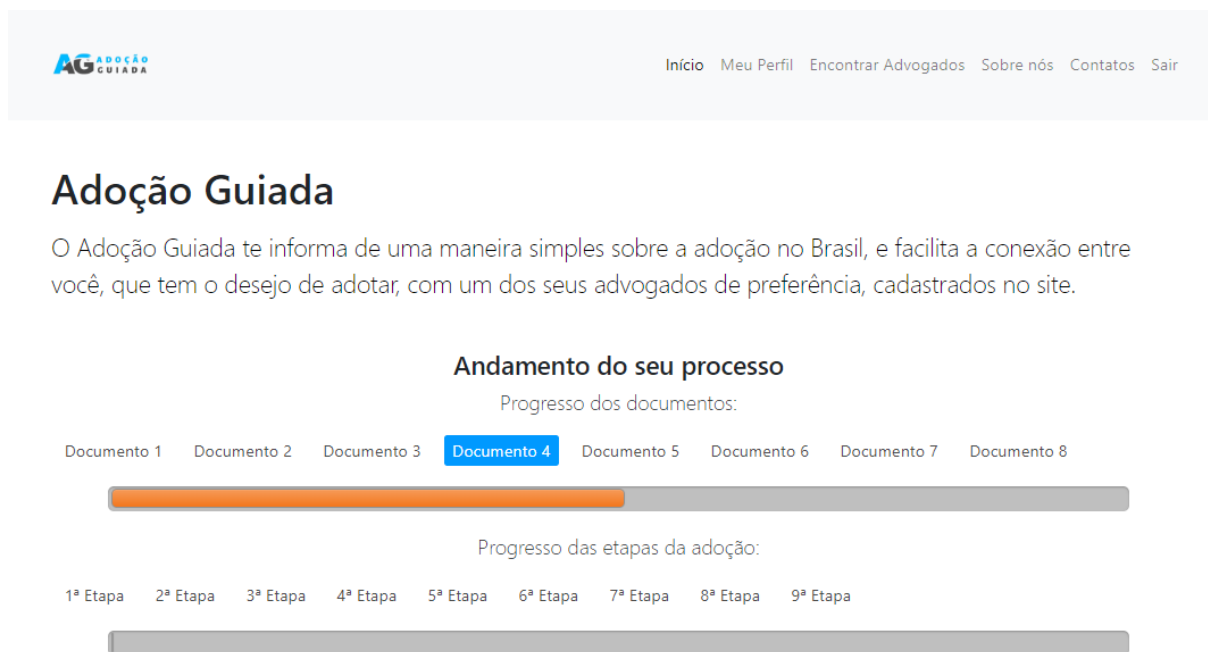 AG ADOÇÃO GUIADA
Início Meu Perfil Encontrar Advogados Sobre nós Contatos Sair
Adoção Guiada
O Adoção Guiada te informa de uma maneira simples sobre a adoção no Brasil, e facilita a conexão entre
você, que tem o desejo de adotar, com um dos seus advogados de preferência, cadastrados no site.
Andamento do seu processo
Progresso dos documentos:
Documento 1 Documento 2 Documento 3 Documento 4 Documento 5 Documento 6 Documento 7 Documento 8
Progresso das etapas da adoção:
1ª Etapa 2ª Etapa 3ª Etapa 4ª Etapa 5ª Etapa 6ª Etapa 7ª Etapa 8ª Etapa 9ª Etapa